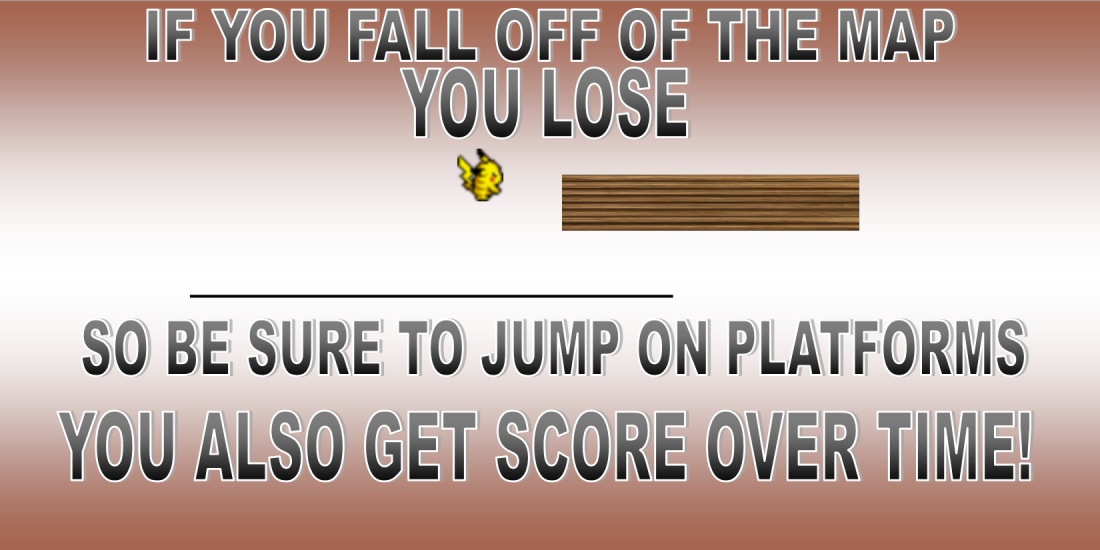 IF YOU FALL OFF OF THE MAP
YOU LOSE
SO BE SURE TO JUMP ON PLATFORMS
YOU ALSO GET SCORE OVER TIME!